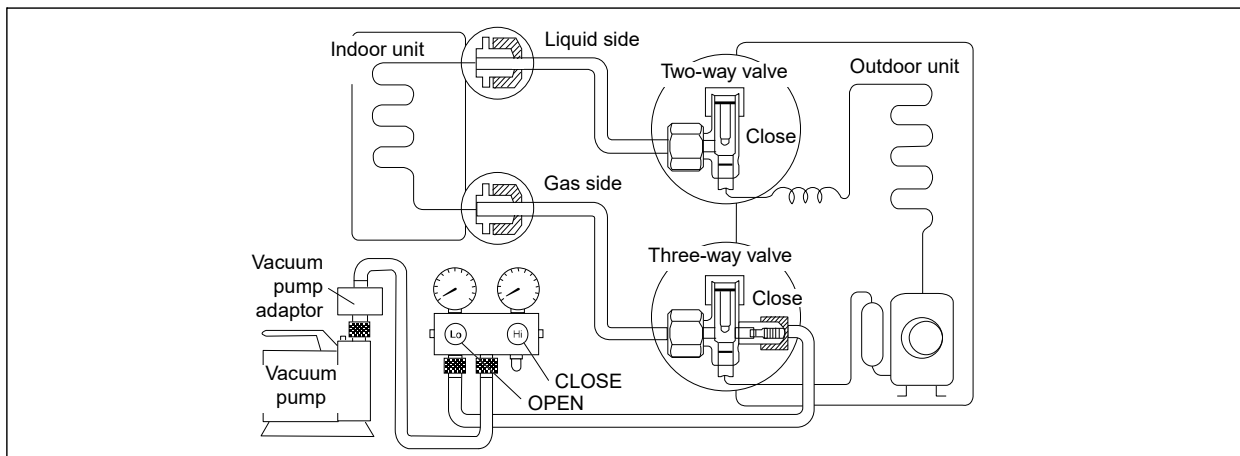 Liquid side
Indoor unit
Two-way valve
Outdoor unit
Close
Gas side
Three-way valve
Close
Vacuum
pump
adaptor
Lo
Hi
Vacuum
pump
CLOSE
OPEN